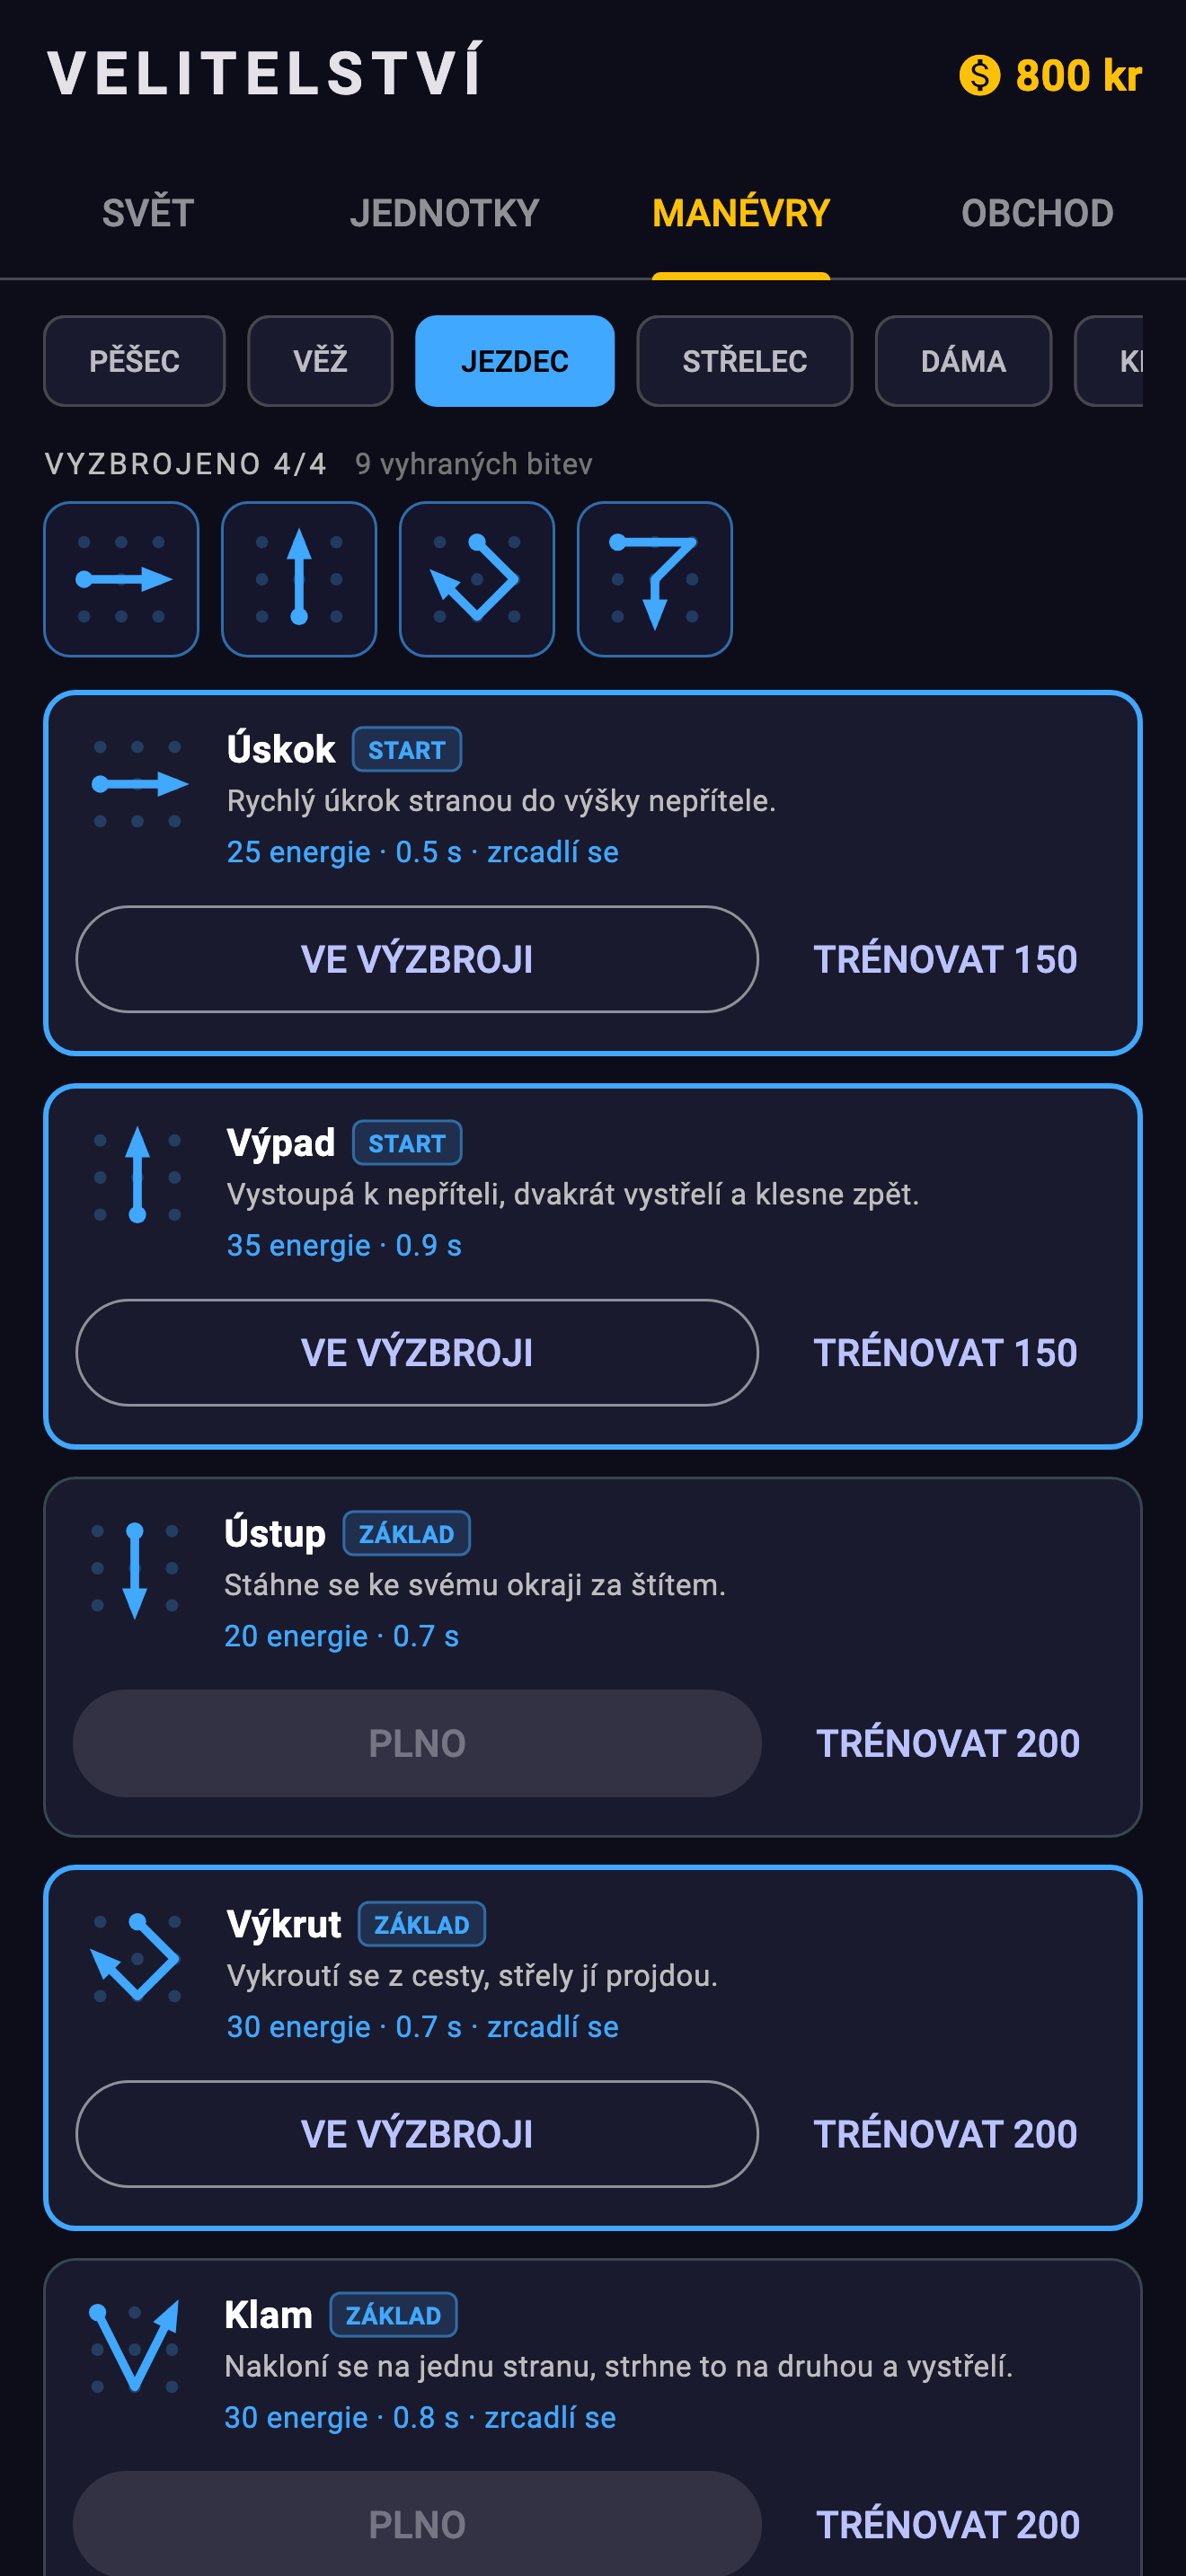 VELITELSTVÍ
800 kr
SVĚT JEDNOTKY MANÉVRY OBCHOD
PĚŠEC VĚŽ JEZDEC STŘELEC DÁMA
VYZBROJENO 4/4 9 vyhraných bitev
Úskok START
Rychlý úkrok stranou do výšky nepřítele.
25 energie · 0.5 s · zrcadlí se
VE VÝZBROJI TRÉNOVAT 150
Výpad START
Vystoupá k nepříteli, dvakrát vystřelí a klesne zpět.
35 energie · 0.9 s
VE VÝZBROJI TRÉNOVAT 150
Ústup ZÁKLAD
Stáhne se ke svému okraji za štítem.
20 energie · 0.7 s
PLNO TRÉNOVAT 200
Výkrut ZÁKLAD
Vykroutí se z cesty, střely jí projdou.
30 energie · 0.7 s · zrcadlí se
VE VÝZBROJI TRÉNOVAT 200
Klam ZÁKLAD
Nakloní se na jednu stranu, strhne to na druhou a vystřelí.
30 energie · 0.8 s · zrcadlí se
PLNO TRÉNOVAT 200